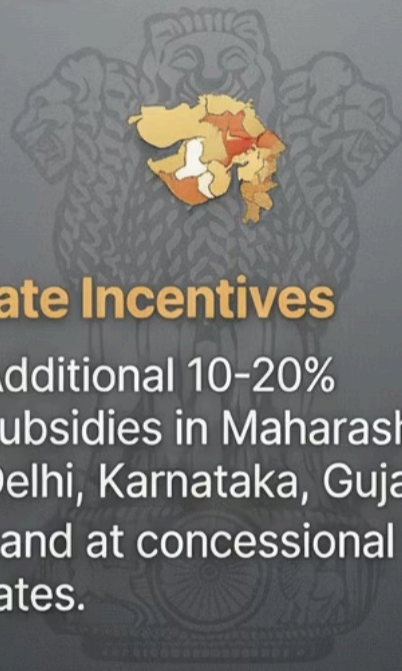 ate Incentives
Additional 10-20%
ubsidies in Maharash
Delhi, Karnataka, Guja
and at concessional
ates.